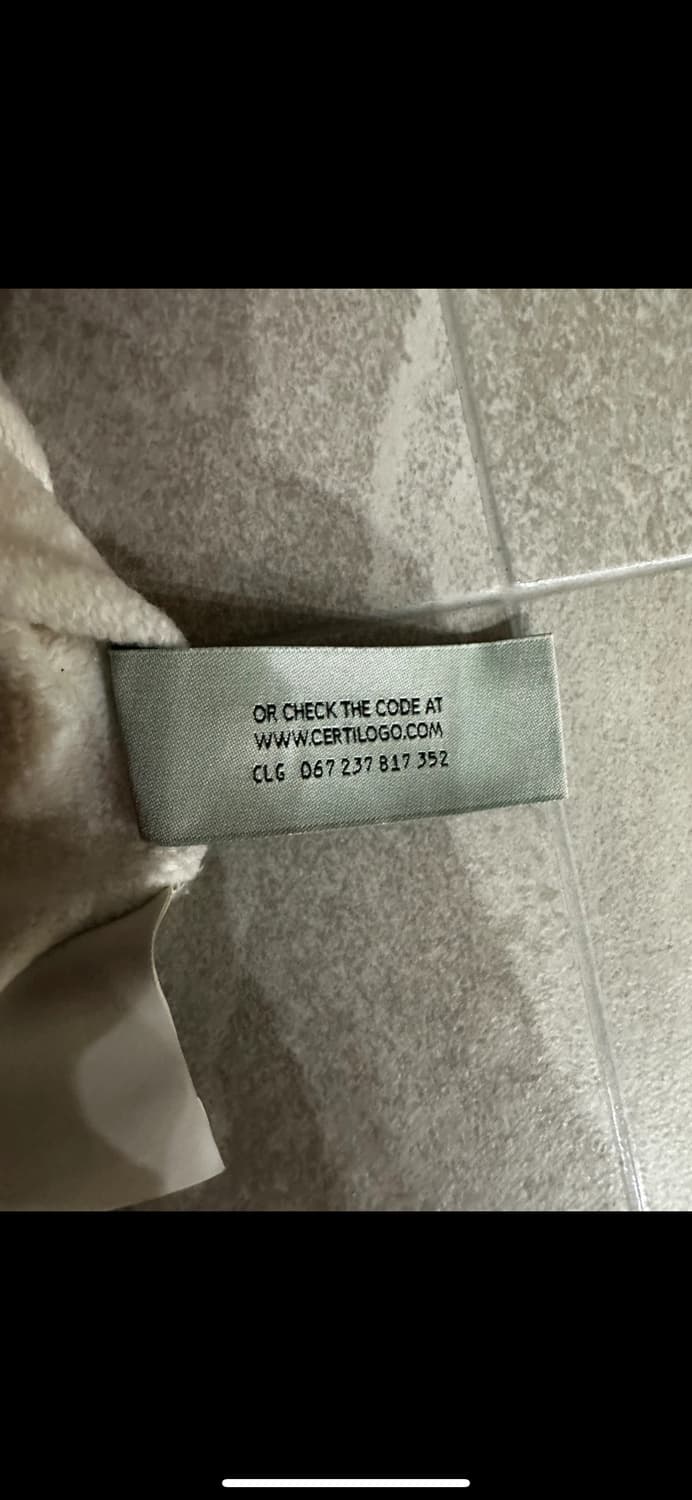 OR CHECK THE CODE AT
WWW.CERTILOGO.COM
CLG 067 237 817 352